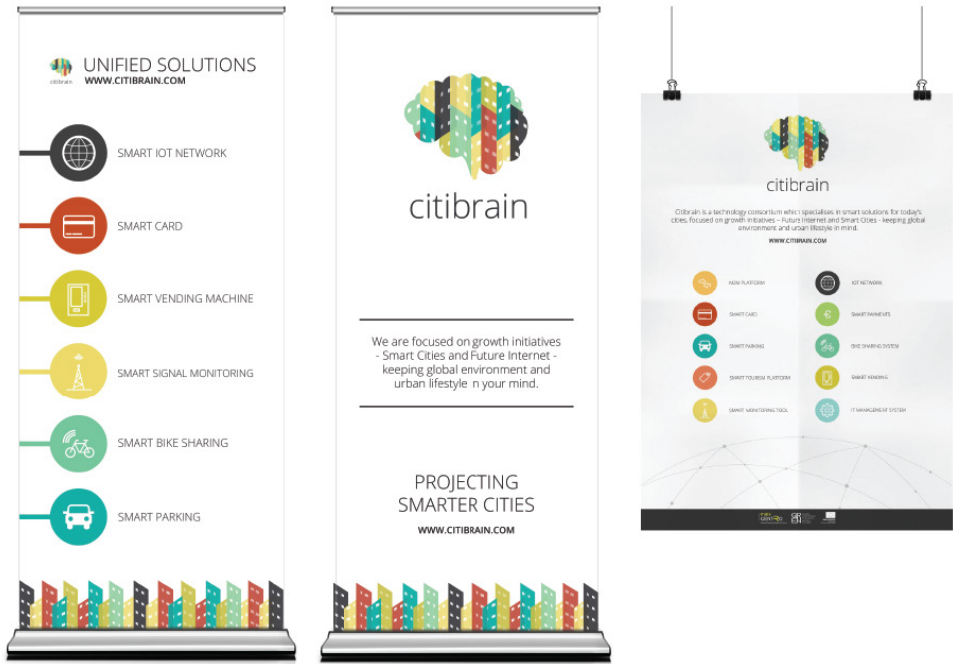 citibrain
UNIFIED SOLUTIONS
WWW.CITIBRAIN.COM
SMART IOT NETWORK
SMART CARD
SMART VENDING MACHINE
SMART SIGNAL MONITORING
SMART BIKE SHARING
SMART PARKING
citibrain
We are focused on growth initiatives
- Smart Cities and Future Internet -
keeping global environment and
urban lifestyle n your mind.
PROJECTING
SMARTER CITIES
WWW.CITIBRAIN.COM
citibrain
Citibrain is a technology consortium which specialises in smart solutions for today's
cities, focused on growth initiatives – Future Internet and Smart Cities - keeping global
environment and urban lifestyle in mind.
WWW.CITIBRAIN.COM
PLATFORM
IOT NETWORK
SMART CARD
SMART PAYMENTS
SMART PARKING
BIKE SHARING SYSTEM
SMART TOURISM PLATFORM
SMART VENDING
SMART MONITORING TOOL
IT MANAGEMENT SYSTEM